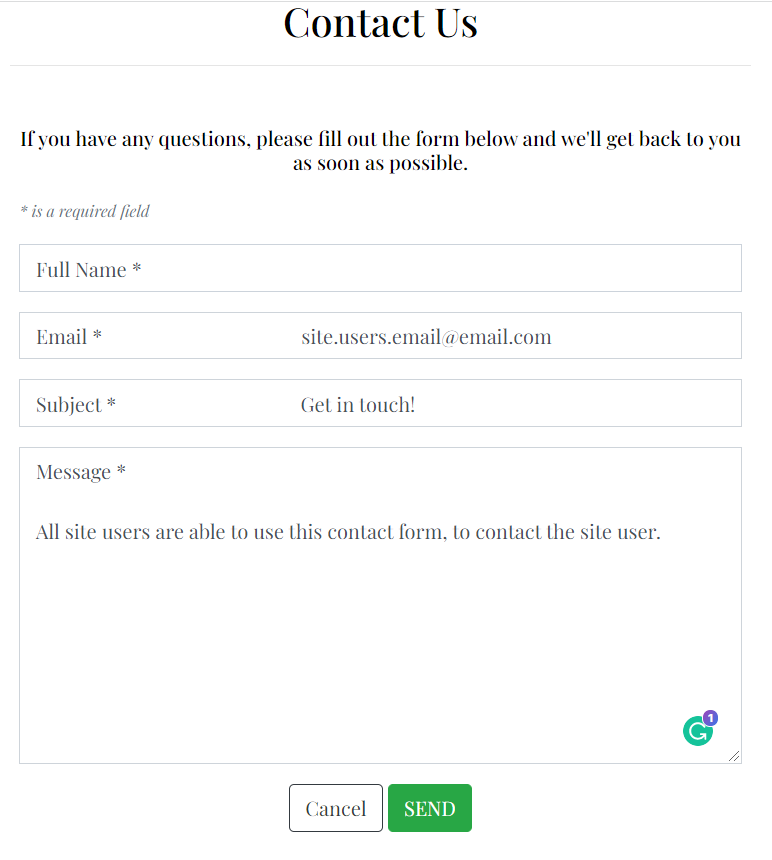 Contact Us
If you have any questions, please fill out the form below and we'll get back to you
as soon as possible.
* is a required field
Full Name *
Email * site.users.email@email.com
Subject * Get in touch!
Message *
All site users are able to use this contact form, to contact the site user.
1
Cancel SEND